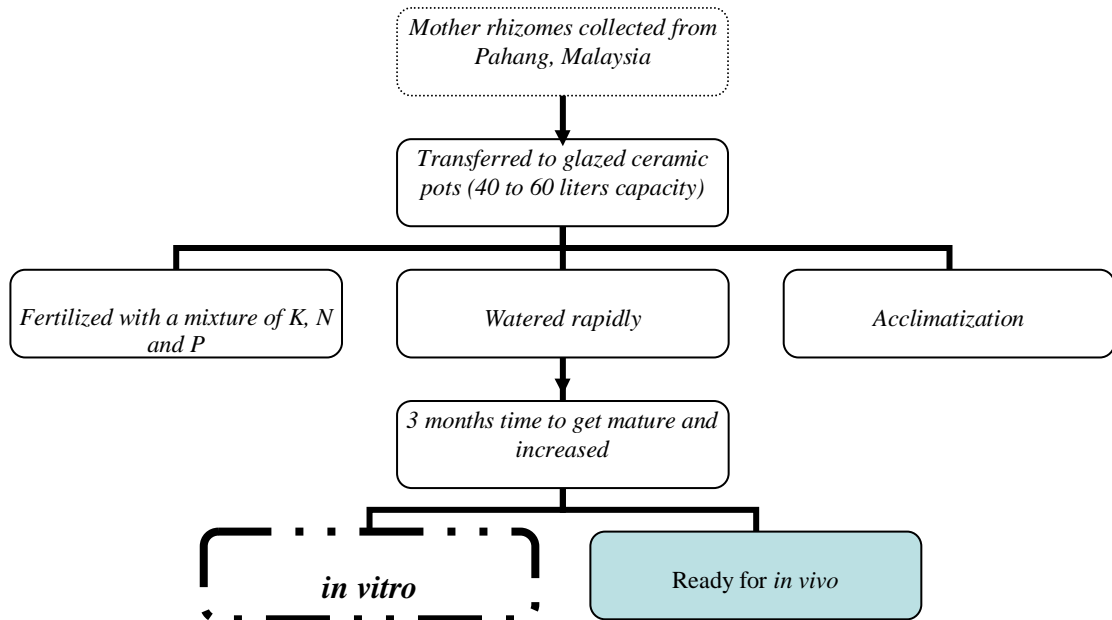 Mother rhizomes collected from
Pahang, Malaysia
Transferred to glazed ceramic
pots (40 to 60 liters capacity)
Fertilized with a mixture of K, N
and P
Watered rapidly
Acclimatization
3 months time to get mature and
increased
in vitro
Ready for in vivo